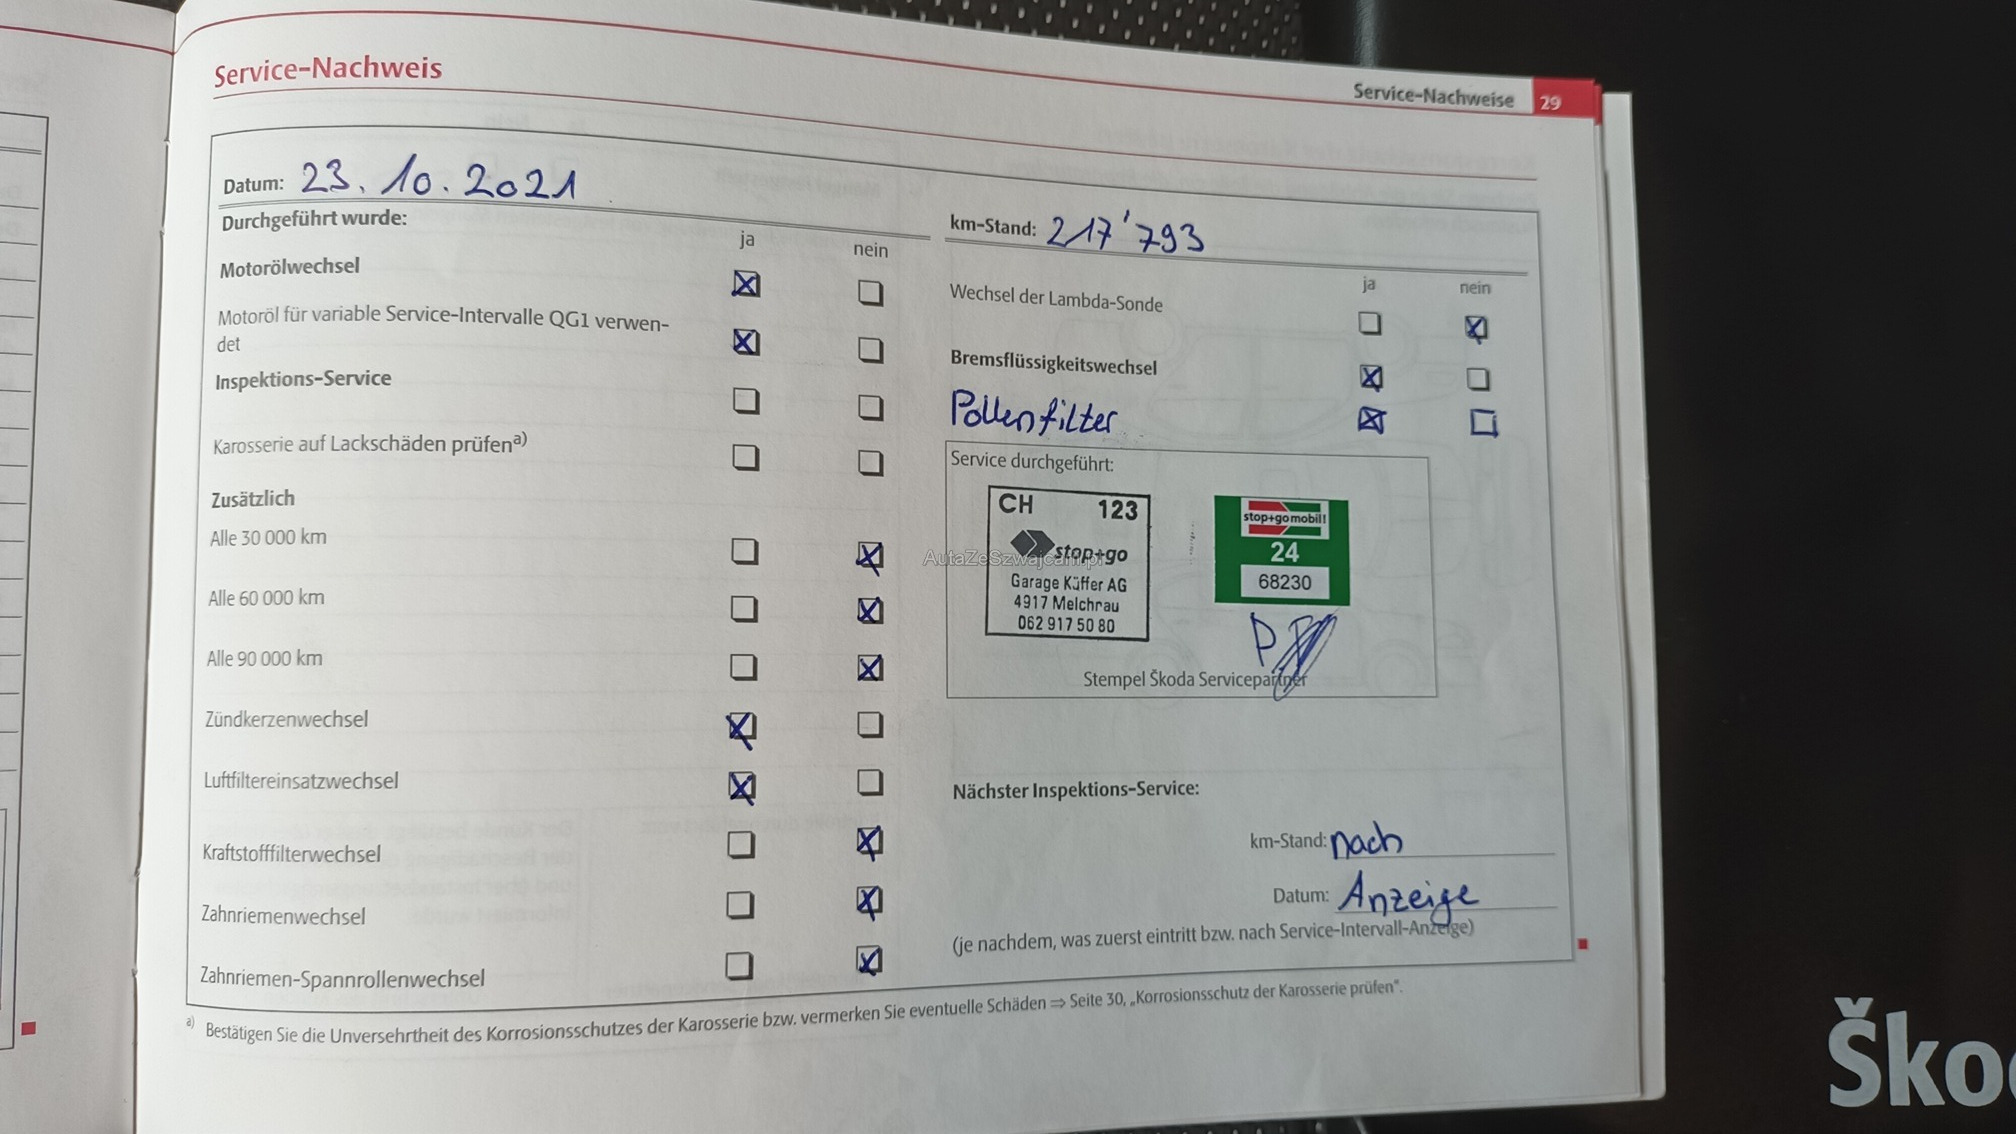 Service-Nachweis
Service-Nachweise 29
Datum: 23.10.2021
Durchgeführt wurde:
ja nein
Motorölwechsel
Motoröl für variable Service-Intervalle QG1 verwen-
det
Inspektions-Service
Karosserie auf Lackschäden prüfen a)
Zusätzlich
Alle 30 000 km
Alle 60 000 km
Alle 90 000 km
Zündkerzenwechsel
Luftfiltereinsatzwechsel
Kraftstofffilterwechsel
Zahnriemenwechsel
Zahnriemen-Spannrollenwechsel
km-Stand: 217'793
ja nein
Wechsel der Lambda-Sonde
Bremsflüssigkeitswechsel
Pollenfilter
Service durchgeführt:
CH 123
stop+go
Garage Küffer AG
4917 Melchnau
062 917 50 80
stop+go mobil!
24
68230
Stempel Škoda Servicepartner
Nächster Inspektions-Service:
km-Stand: nach
Datum: Anzeige
(je nachdem, was zuerst eintritt bzw. nach Service-Intervall-Anzeige)
a) Bestätigen Sie die Unversehrtheit des Korrosionsschutzes der Karosserie bzw. vermerken Sie eventuelle Schäden ⇒ Seite 30, „Korrosionsschutz der Karosserie prüfen“.
AutaZeSzwajcarii.pl
Ško